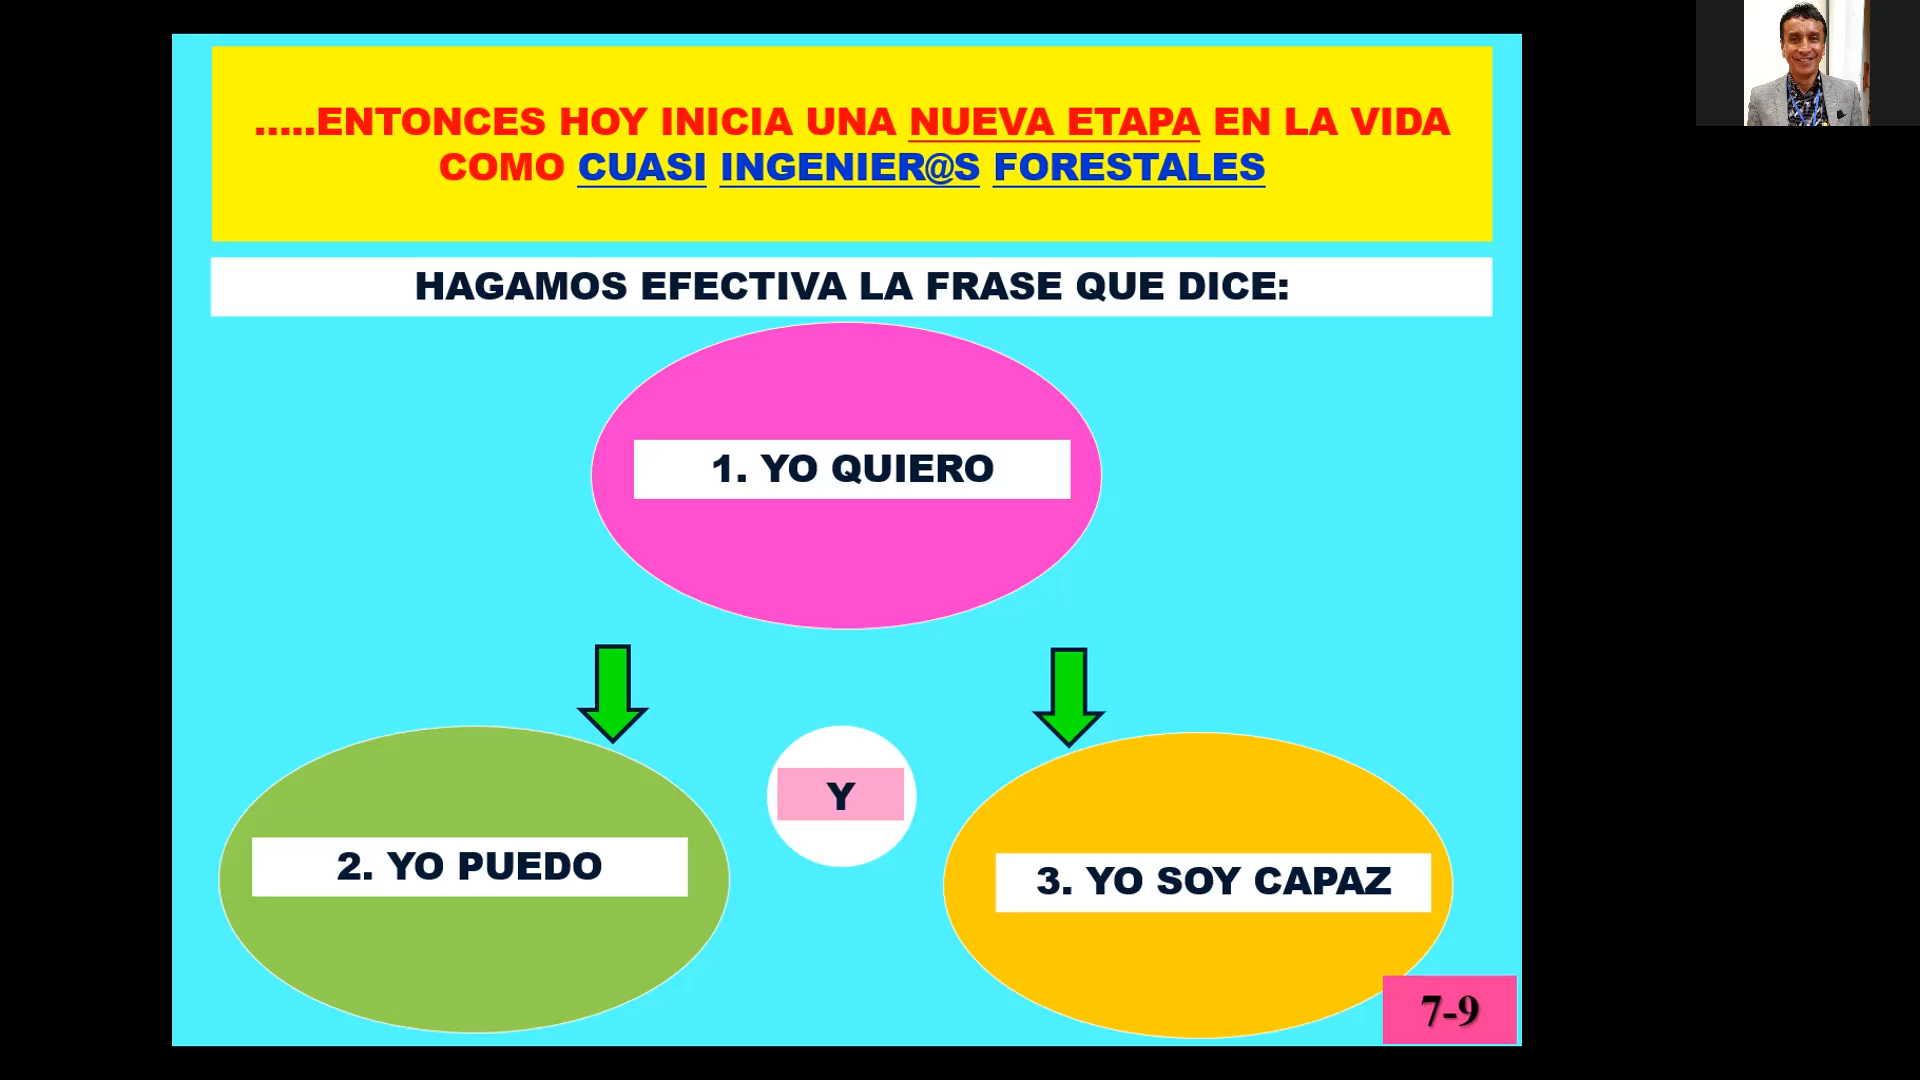 .....ENTONCES HOY INICIA UNA NUEVA ETAPA EN LA VIDA
COMO CUASI INGENIER@S FORESTALES
HAGAMOS EFECTIVA LA FRASE QUE DICE:
1. YO QUIERO
Y
2. YO PUEDO
3. YO SOY CAPAZ
7-9